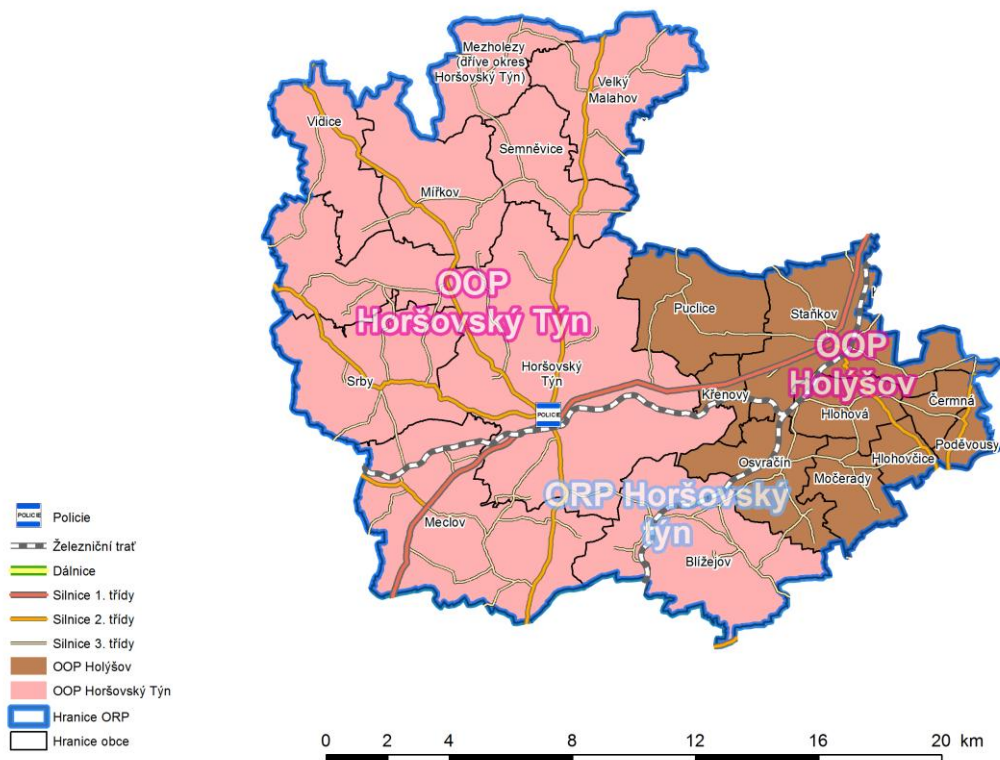 Mezholezy
(dříve okres
Horšovský Týn)
Velký
Malahov
Vidice
Semněvice
Mířkov
OOP
Horšovský Týn
Puclice
Staňkov
OOP
Holýšov
Horšovský
Týn
Srby
Křenový
Čermná
Hlohová
POLICIE
Poděvousy
Osvračín
Hlohovčice
Močerady
ORP Horšovský
týn
Meclov
Blížejov
POLICIE
Policie
Železniční trať
Dálnice
Silnice 1. třídy
Silnice 2. třídy
Silnice 3. třídy
OOP Holýšov
OOP Horšovský Týn
Hranice ORP
Hranice obce
0 2 4 8 12 16 20 km